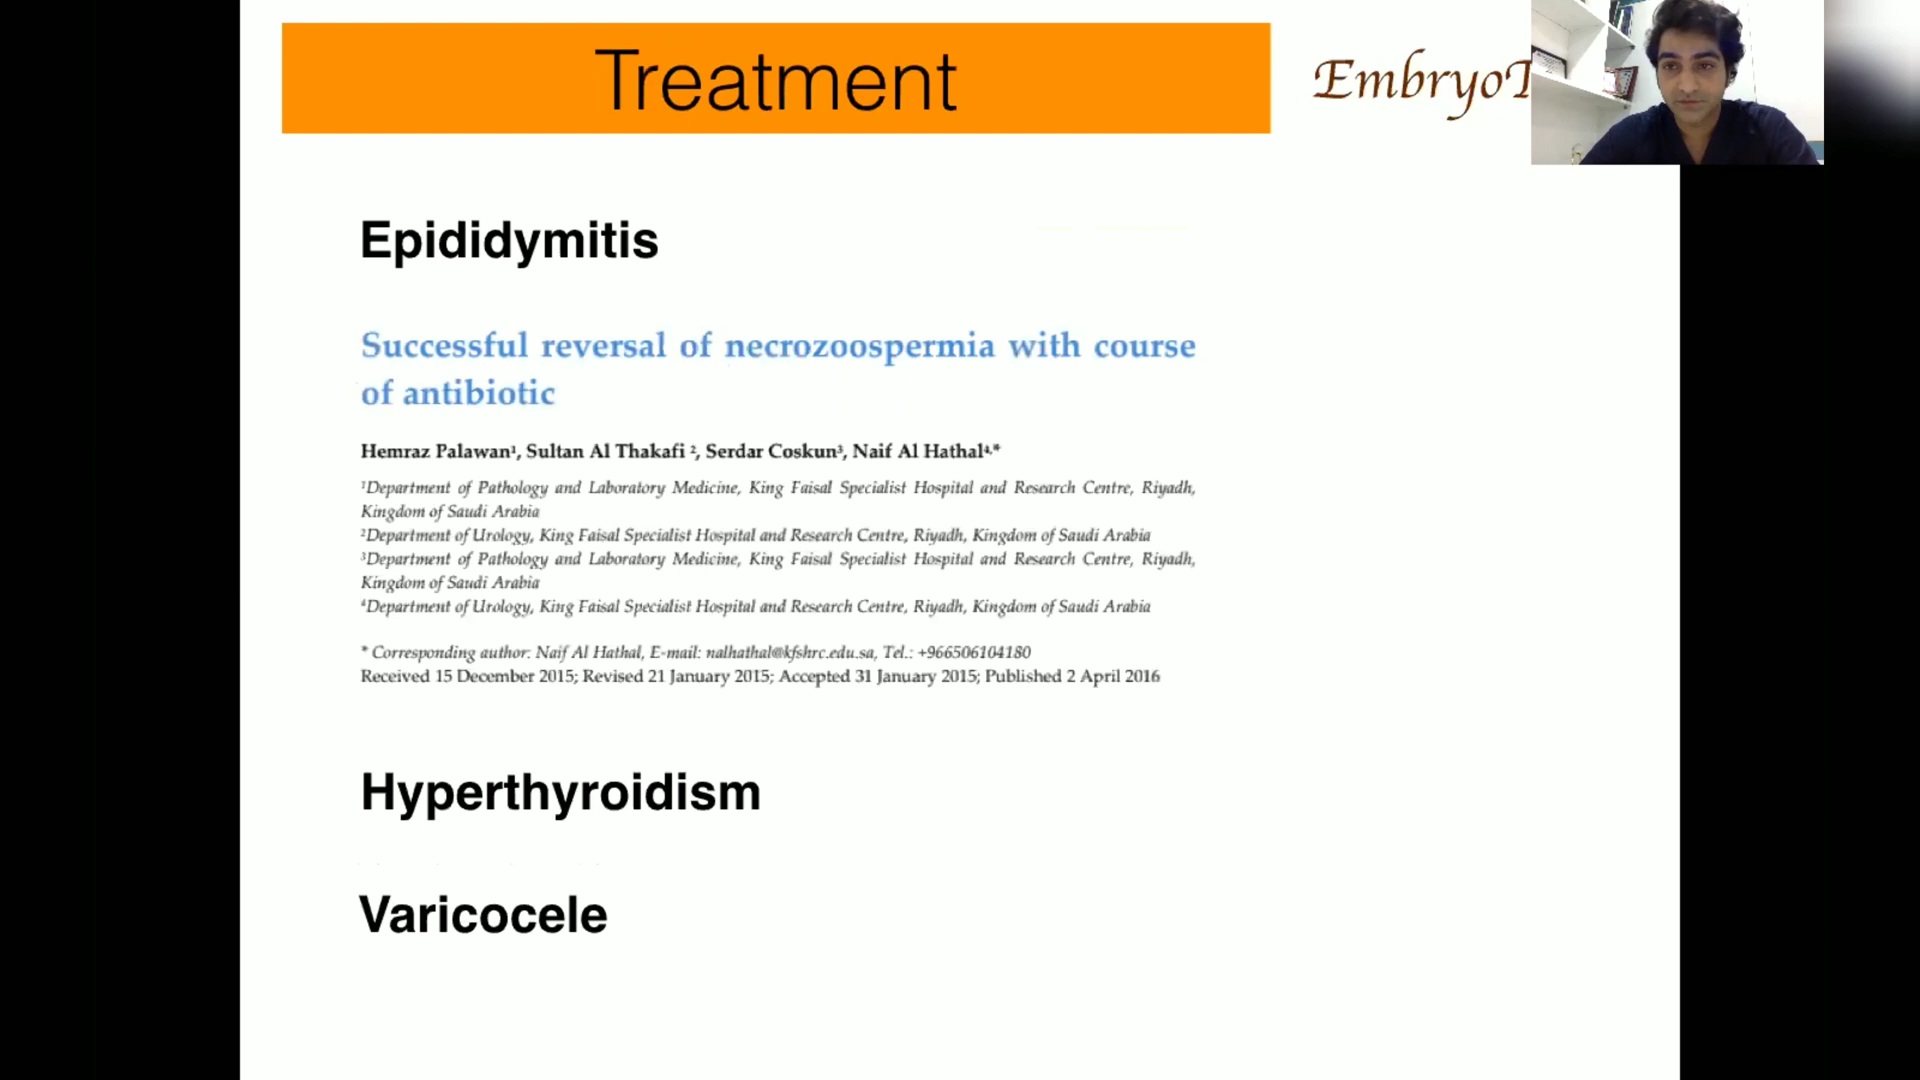 Treatment
Epididymitis
Successful reversal of necrozoospermia with course
of antibiotic
Hemraz Palawan¹, Sultan Al Thakafi ², Serdar Coskun³, Naif Al Hathal⁴,*
¹Department of Pathology and Laboratory Medicine, King Faisal Specialist Hospital and Research Centre, Riyadh,
Kingdom of Saudi Arabia
²Department of Urology, King Faisal Specialist Hospital and Research Centre, Riyadh, Kingdom of Saudi Arabia
³Department of Pathology and Laboratory Medicine, King Faisal Specialist Hospital and Research Centre, Riyadh,
Kingdom of Saudi Arabia
⁴Department of Urology, King Faisal Specialist Hospital and Research Centre, Riyadh, Kingdom of Saudi Arabia
* Corresponding author: Naif Al Hathal, E-mail: nalhathal@kfshrc.edu.sa, Tel.: +966506104180
Received 15 December 2015; Revised 21 January 2015; Accepted 31 January 2015; Published 2 April 2016
Hyperthyroidism
Varicocele